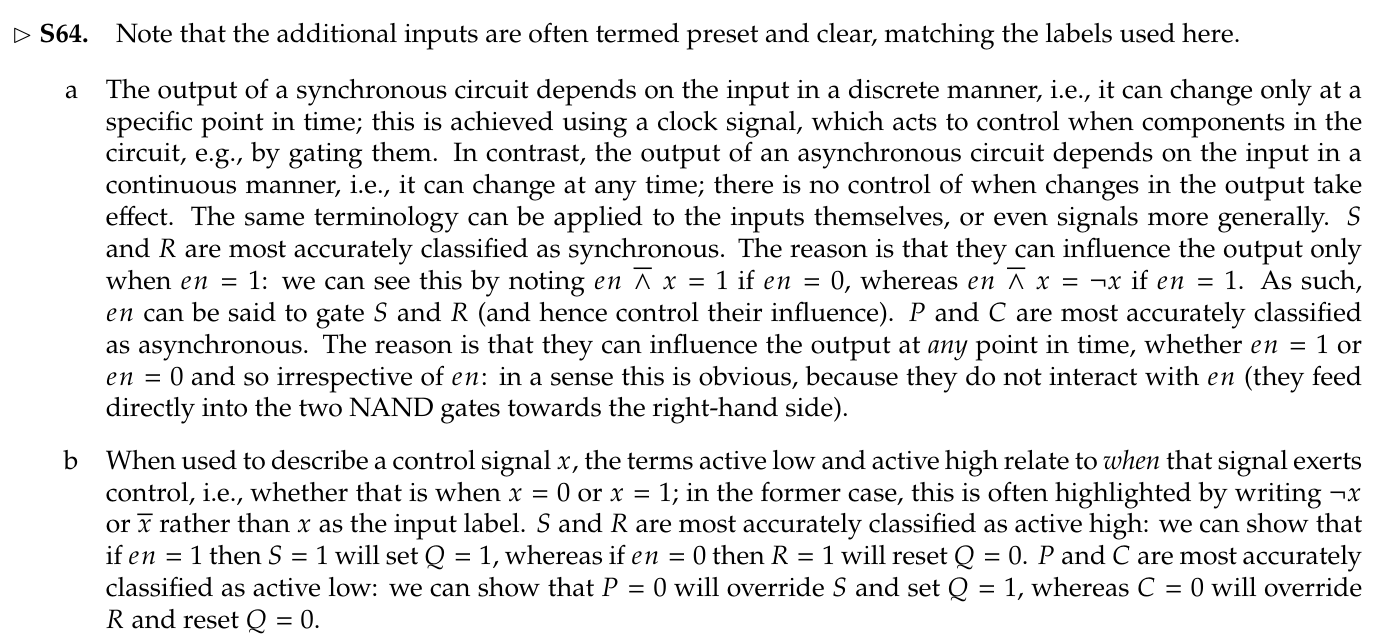 ▷ S64. Note that the additional inputs are often termed preset and clear, matching the labels used here.
a The output of a synchronous circuit depends on the input in a discrete manner, i.e., it can change only at a
specific point in time; this is achieved using a clock signal, which acts to control when components in the
circuit, e.g., by gating them. In contrast, the output of an asynchronous circuit depends on the input in a
continuous manner, i.e., it can change at any time; there is no control of when changes in the output take
effect. The same terminology can be applied to the inputs themselves, or even signals more generally. S
and R are most accurately classified as synchronous. The reason is that they can influence the output only
when en = 1: we can see this by noting en ⊼ x = 1 if en = 0, whereas en ⊼ x = ¬x if en = 1. As such,
en can be said to gate S and R (and hence control their influence). P and C are most accurately classified
as asynchronous. The reason is that they can influence the output at any point in time, whether en = 1 or
en = 0 and so irrespective of en: in a sense this is obvious, because they do not interact with en (they feed
directly into the two NAND gates towards the right-hand side).
b When used to describe a control signal x, the terms active low and active high relate to when that signal exerts
control, i.e., whether that is when x = 0 or x = 1; in the former case, this is often highlighted by writing ¬x
or x̅ rather than x as the input label. S and R are most accurately classified as active high: we can show that
if en = 1 then S = 1 will set Q = 1, whereas if en = 0 then R = 1 will reset Q = 0. P and C are most accurately
classified as active low: we can show that P = 0 will override S and set Q = 1, whereas C = 0 will override
R and reset Q = 0.